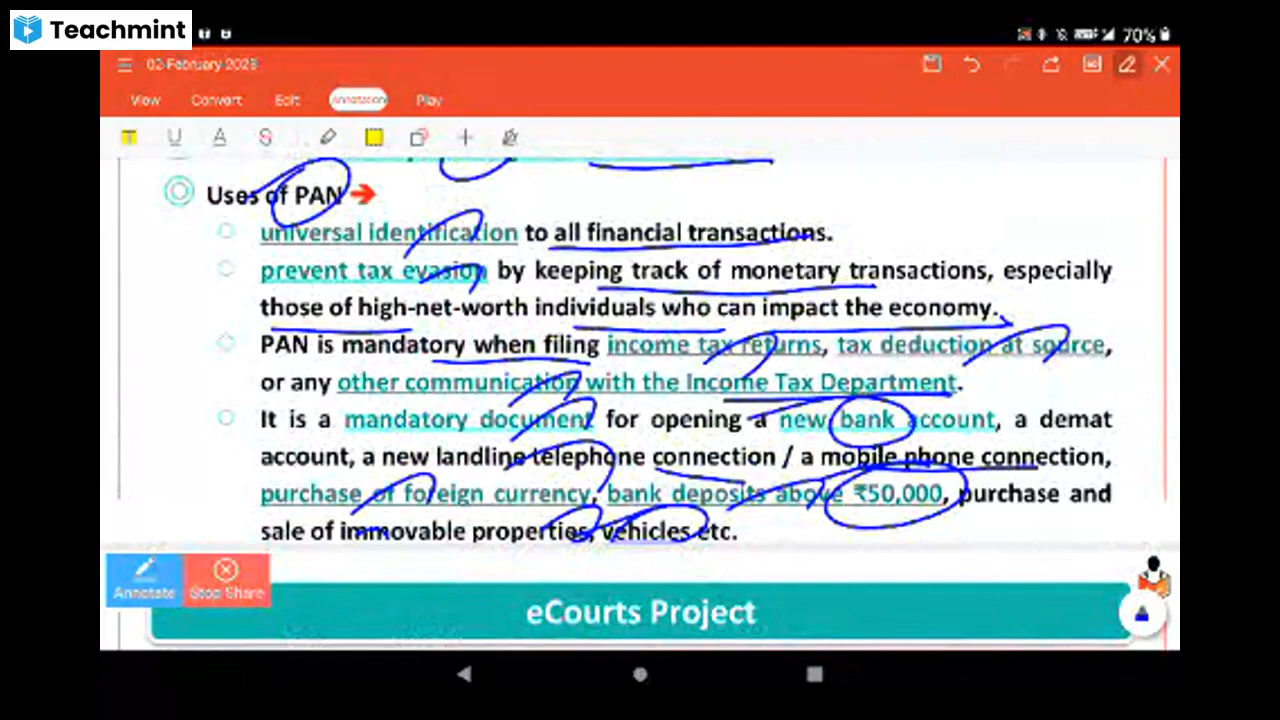 Teachmint
70%
02-February 2023
View Convert Edit Annotation Play
Uses of PAN
universal identification to all financial transactions.
prevent tax evasion by keeping track of monetary transactions, especially
those of high-net-worth individuals who can impact the economy.
PAN is mandatory when filing income tax returns, tax deduction at source,
or any other communication with the Income Tax Department.
It is a mandatory document for opening a new bank account, a demat
account, a new landline telephone connection / a mobile phone connection,
purchase of foreign currency, bank deposits above ₹50,000, purchase and
sale of immovable properties, vehicles etc.
Annotate Stop Share
eCourts Project